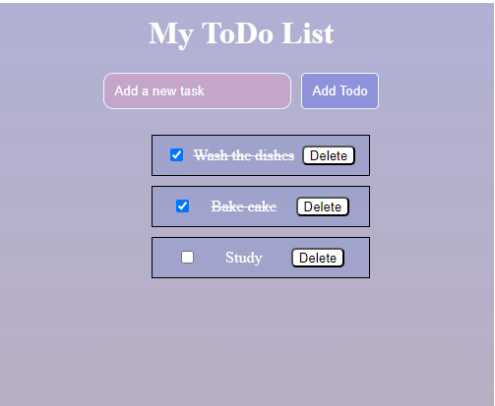 My ToDo List
Add a new task Add Todo
Wash the dishes Delete
Bake cake Delete
Study Delete